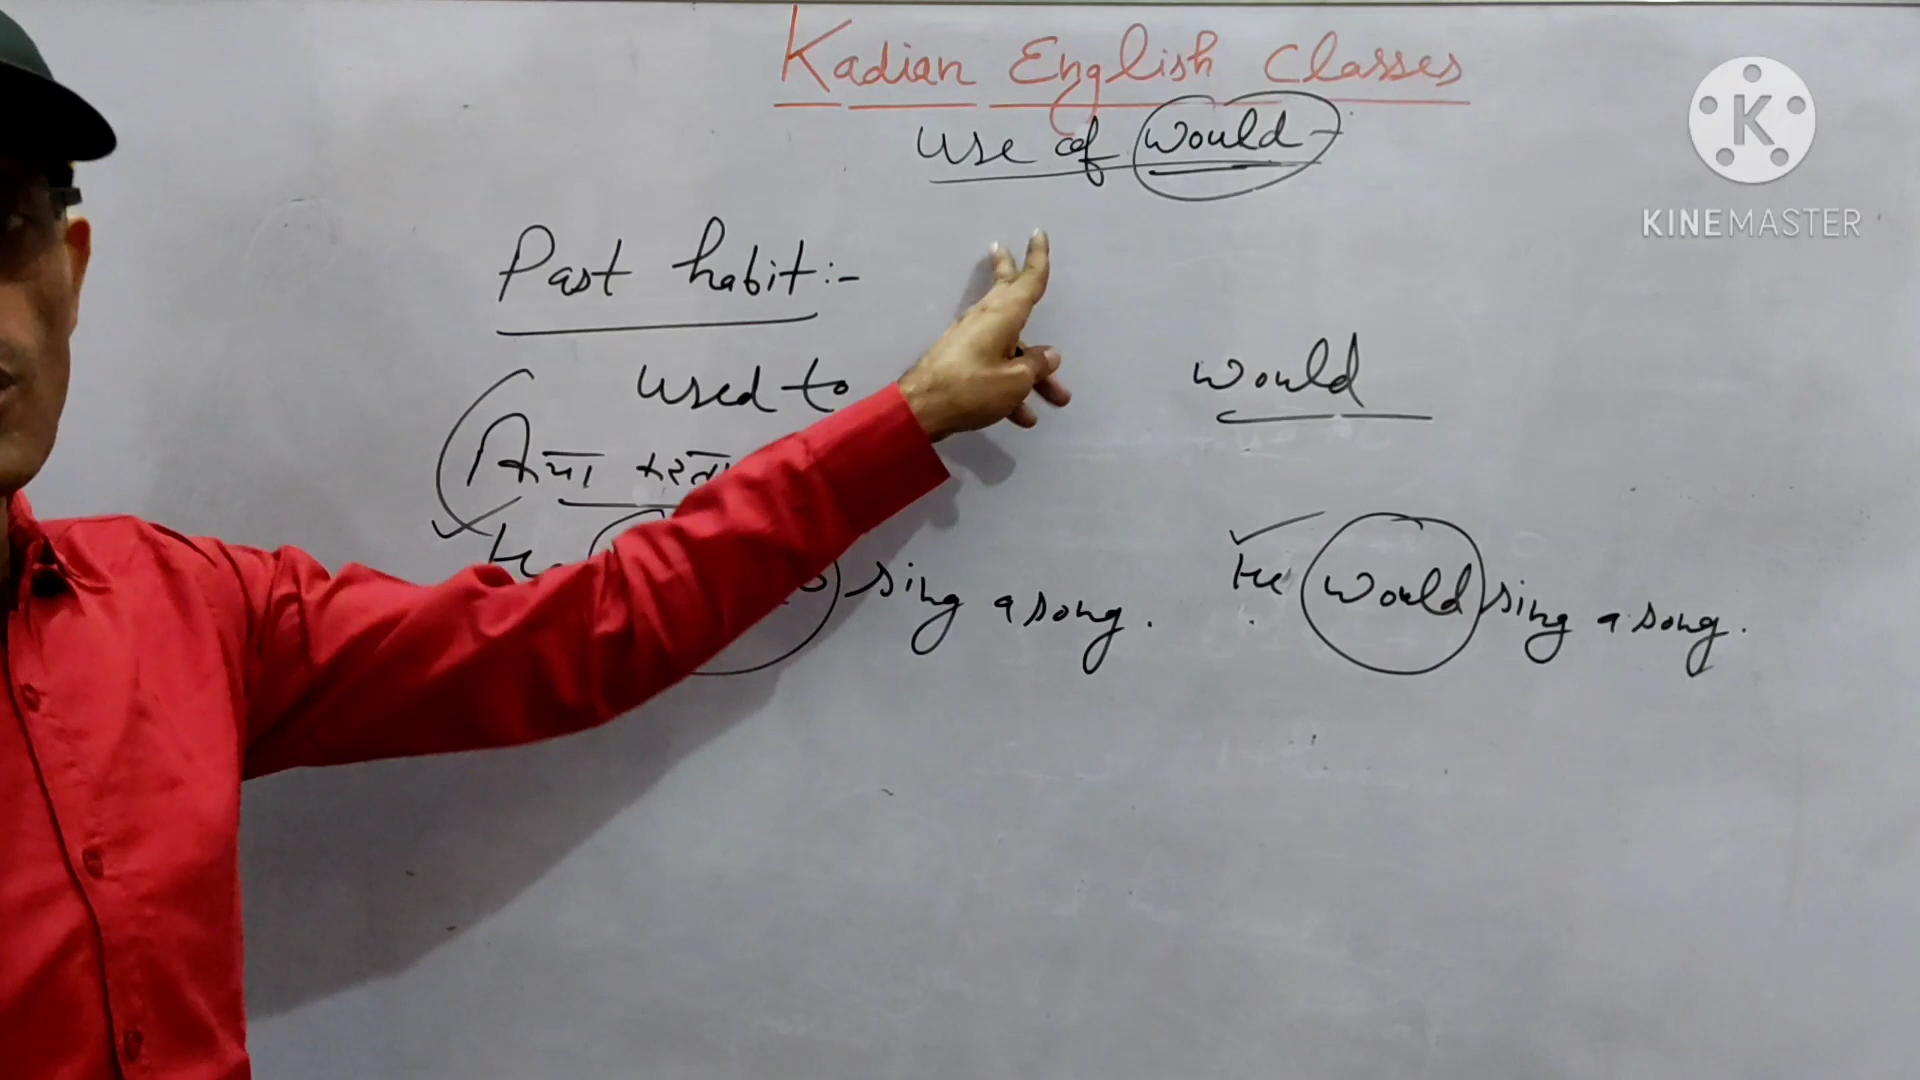 Kadian English Classes
Use of Would
K
KINEMASTER
Past habit:-
used to would
किया करता
He sing a song. He would sing a song.